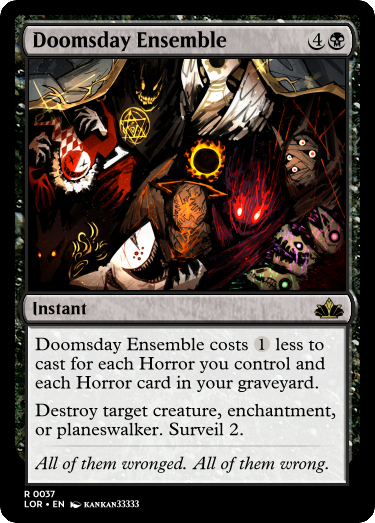 Doomsday Ensemble 4
Instant
Doomsday Ensemble costs 1 less to
cast for each Horror you control and
each Horror card in your graveyard.
Destroy target creature, enchantment,
or planeswalker. Surveil 2.
All of them wronged. All of them wrong.
R 0037
LOR • EN KANKAN33333